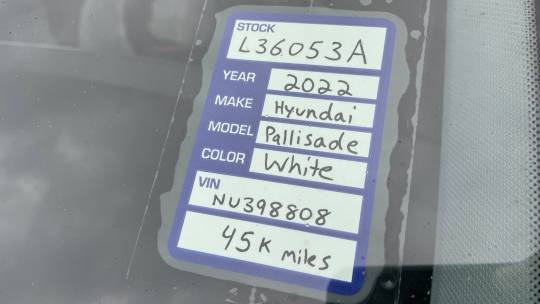 STOCK
L36053A
YEAR 2022
MAKE Hyundai
MODEL Pallisade
COLOR White
VIN
NU398808
45K miles